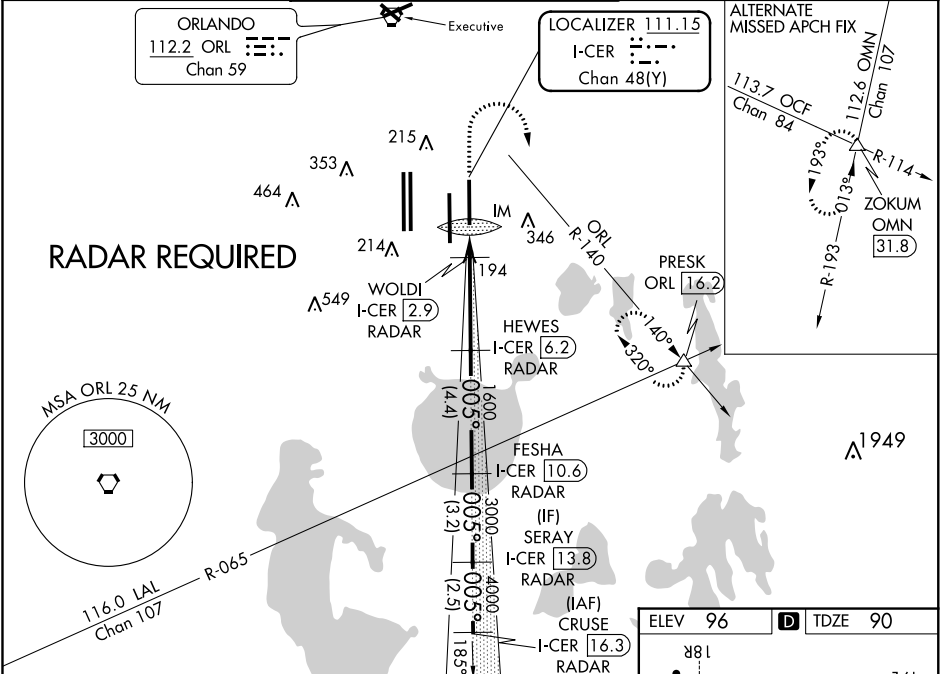 ORLANDO
112.2 ORL
Chan 59
Executive
LOCALIZER 111.15
I-CER
Chan 48(Y)
ALTERNATE
MISSED APCH FIX
113.7 OCF
Chan 84
112.6 OMN
Chan 107
193°
013°
R-114
R-193
ZOKUM
OMN
31.8
215
353
464
214
549
346
194
IM
RADAR REQUIRED
WOLDI
I-CER 2.9
RADAR
ORL
R-140
PRESK
ORL 16.2
140°
320°
HEWES
I-CER 6.2
RADAR
1600
005°
(4.4)
MSA ORL 25 NM
3000
1949
FESHA
I-CER 10.6
RADAR
3000
005°
(3.2)
(IF)
SERAY
I-CER 13.8
RADAR
4000
005°
(2.5)
(IAF)
CRUSE
I-CER 16.3
RADAR
185°
R-065
116.0 LAL
Chan 107
ELEV 96
D
TDZE 90
18R